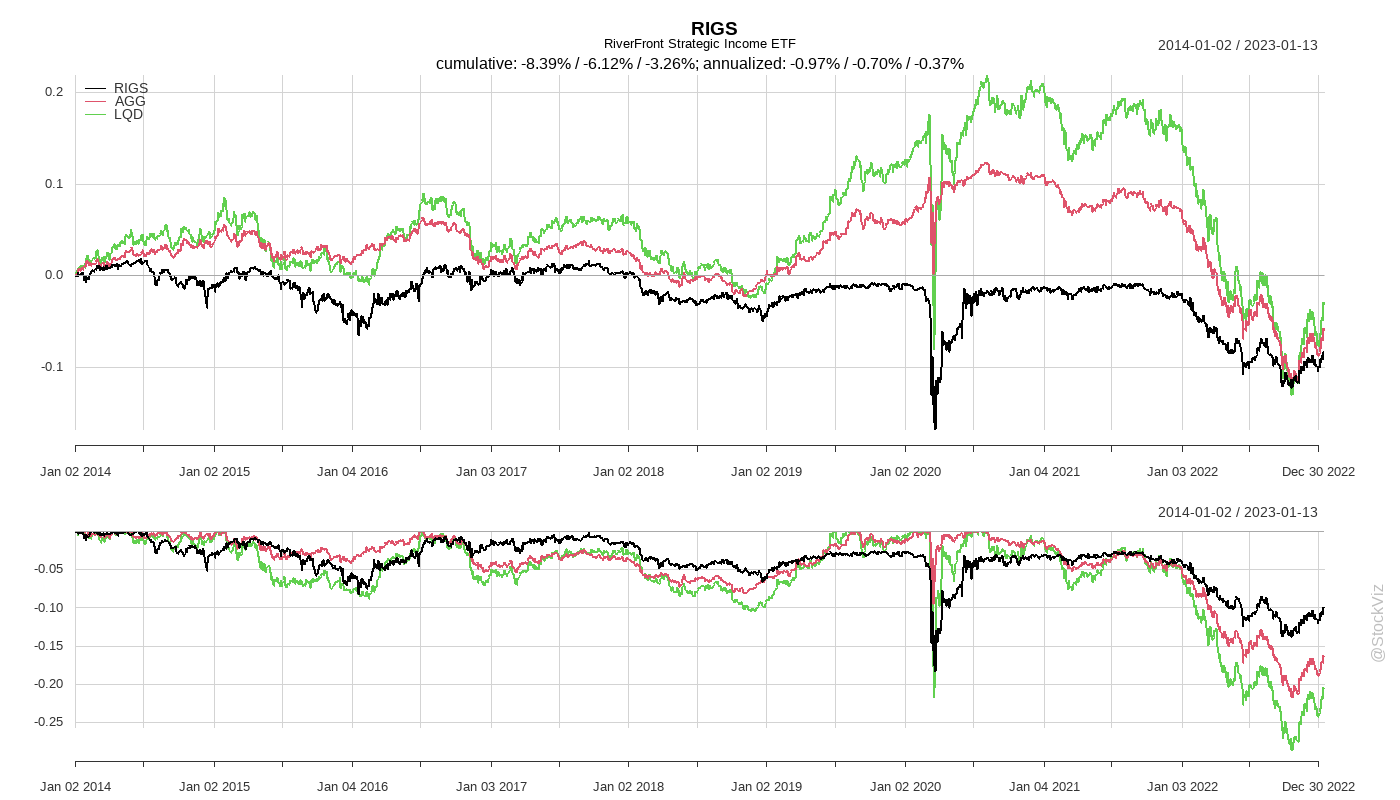 RIGS
RiverFront Strategic Income ETF
2014-01-02 / 2023-01-13
cumulative: -8.39% / -6.12% / -3.26%; annualized: -0.97% / -0.70% / -0.37%
RIGS
AGG
LQD
0.2
0.1
0.0
-0.1
Jan 02 2014 Jan 02 2015 Jan 04 2016 Jan 03 2017 Jan 02 2018 Jan 02 2019 Jan 02 2020 Jan 04 2021 Jan 03 2022 Dec 30 2022
2014-01-02 / 2023-01-13
-0.05
-0.10
-0.15
-0.20
-0.25
Jan 02 2014 Jan 02 2015 Jan 04 2016 Jan 03 2017 Jan 02 2018 Jan 02 2019 Jan 02 2020 Jan 04 2021 Jan 03 2022 Dec 30 2022
@StockViz